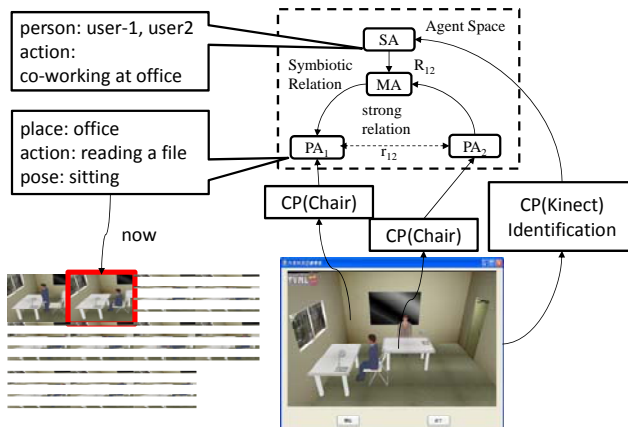 person: user-1, user2
action:
co-working at office
place: office
action: reading a file
pose: sitting
now
Agent Space
SA
Symbiotic
Relation
R12
MA
strong
relation
PA1
r12
PA2
CP(Chair)
CP(Chair)
CP(Kinect)
Identification
TVML